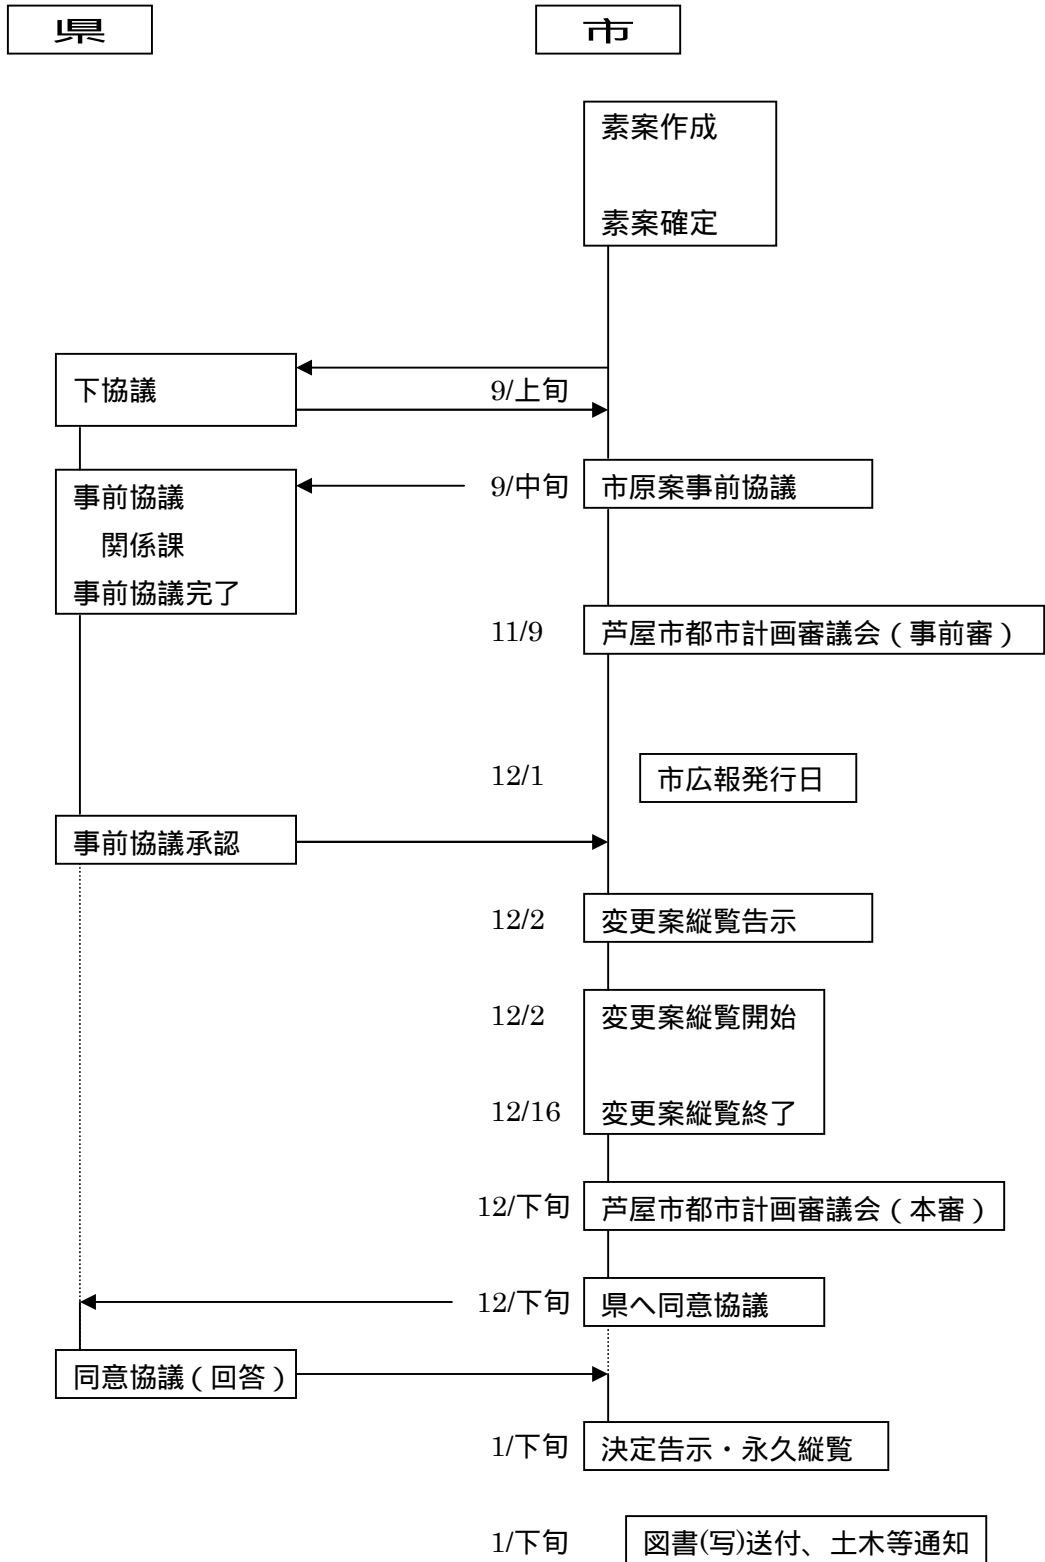 県
市
素案作成
素案確定
下協議
9/上旬
事前協議
関係課
事前協議完了
9/中旬 市原案事前協議
11/9 芦屋市都市計画審議会（事前審）
12/1 市広報発行日
事前協議承認
12/2 変更案縦覧告示
12/2 変更案縦覧開始
12/16 変更案縦覧終了
12/下旬 芦屋市都市計画審議会（本審）
12/下旬 県へ同意協議
同意協議（回答）
1/下旬 決定告示・永久縦覧
1/下旬 図書(写)送付、土木等通知